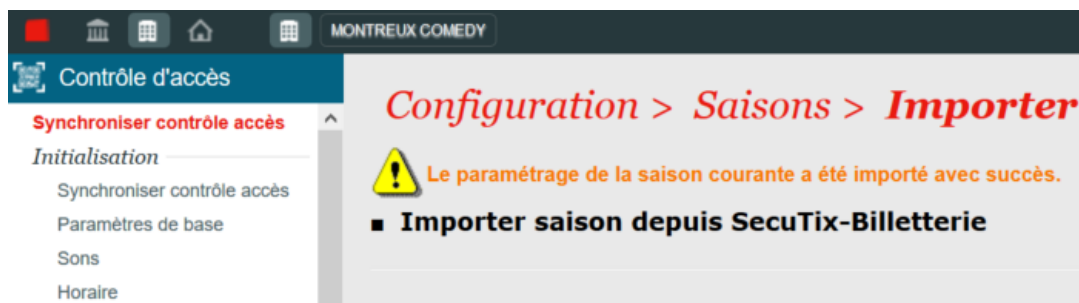 MONTREUX COMEDY
Contrôle d'accès
Synchroniser contrôle accès
Initialisation
Synchroniser contrôle accès
Paramètres de base
Sons
Horaire
Configuration > Saisons > Importer
Le paramétrage de la saison courante a été importé avec succès.
Importer saison depuis SecuTix-Billetterie